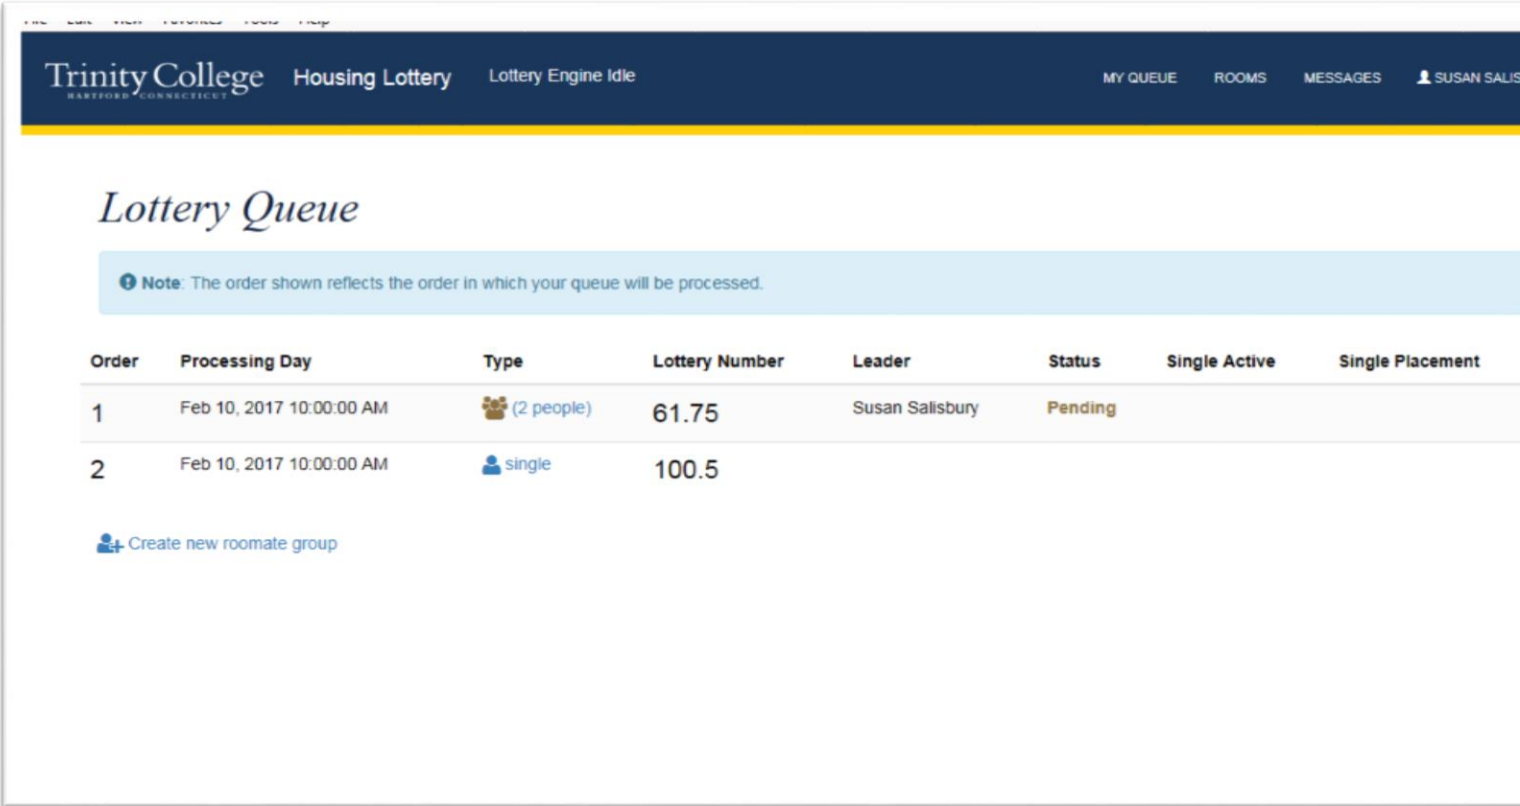 Trinity College Housing Lottery Lottery Engine Idle MY QUEUE ROOMS MESSAGES SUSAN
HARTFORD CONNECTICUT
Lottery Queue
Note: The order shown reflects the order in which your queue will be processed.
Order Processing Day Type Lottery Number Leader Status Single Active Single Placement
1 Feb 10, 2017 10:00:00 AM (2 people) 61.75 Susan Salisbury Pending
2 Feb 10, 2017 10:00:00 AM single 100.5
Create new roomate group